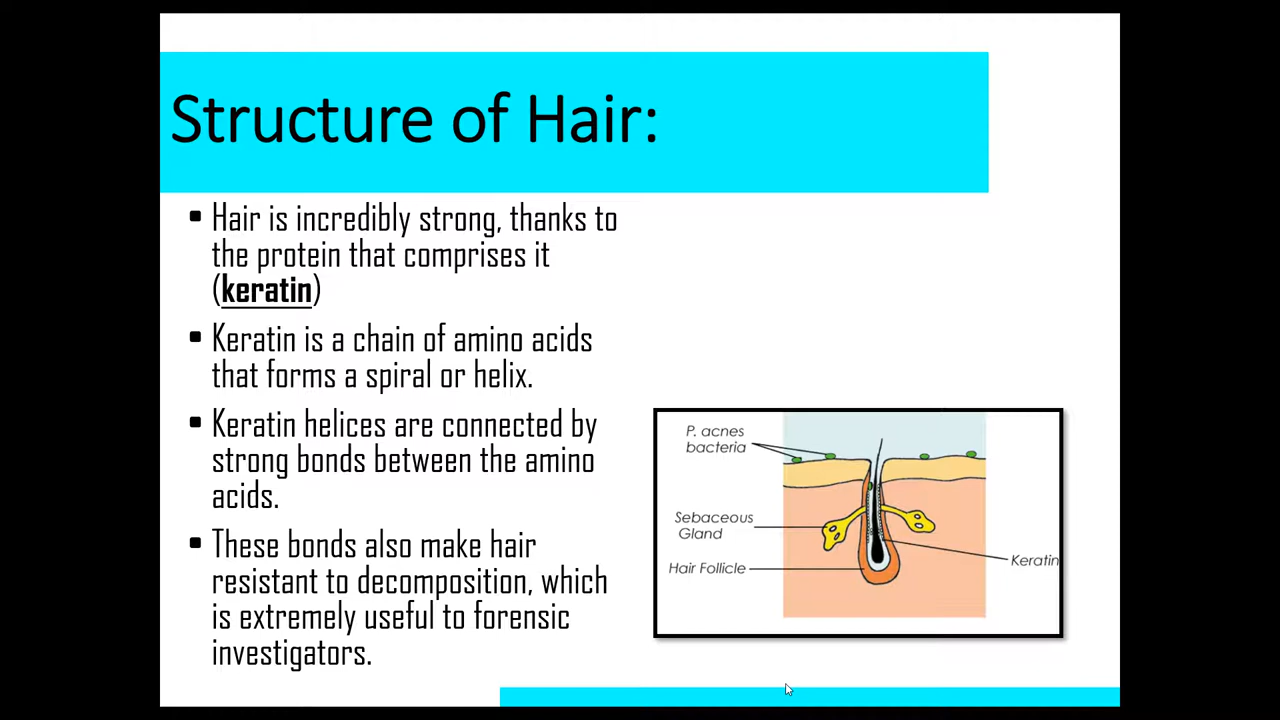 Structure of Hair:
▪ Hair is incredibly strong, thanks to
the protein that comprises it
(keratin)
▪ Keratin is a chain of amino acids
that forms a spiral or helix.
▪ Keratin helices are connected by
strong bonds between the amino
acids.
▪ These bonds also make hair
resistant to decomposition, which
is extremely useful to forensic
investigators.
P. acnes
bacteria
Sebaceous
Gland
Hair Follicle
Keratin